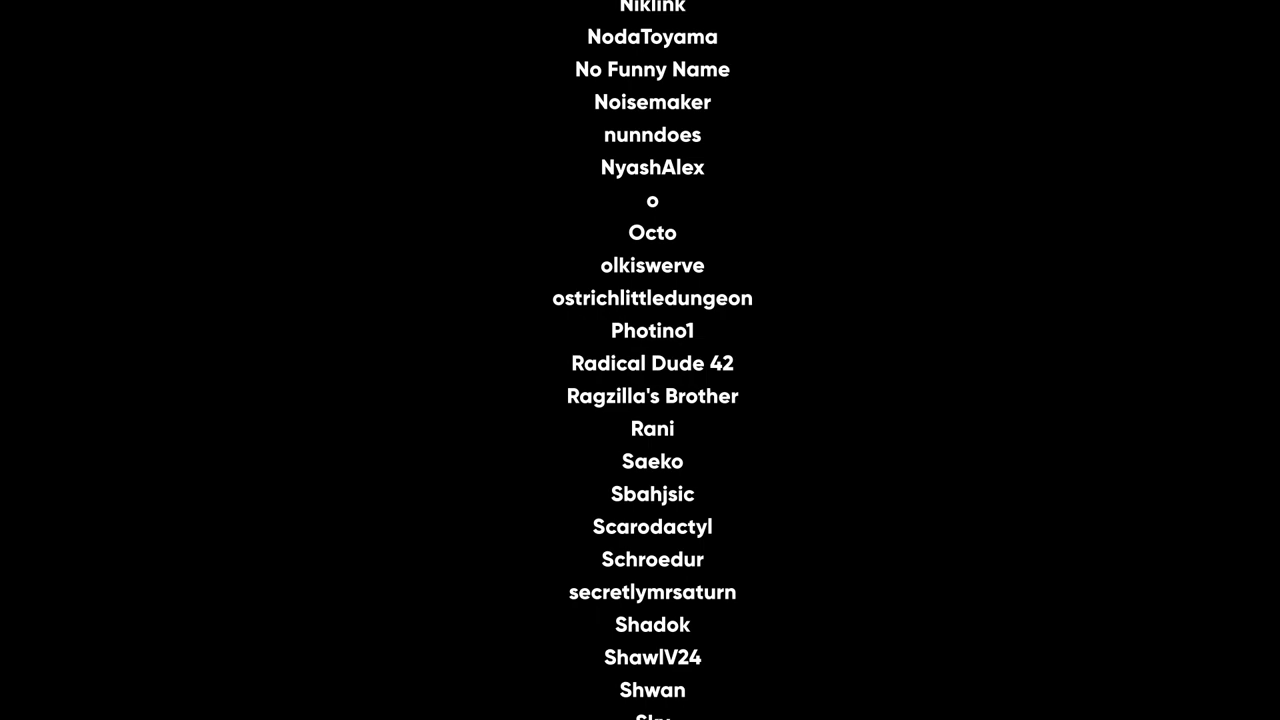 Niklink
NodaToyama
No Funny Name
Noisemaker
nunndoes
NyashAlex
o
Octo
olkiswerve
ostrichlittledungeon
Photino1
Radical Dude 42
Ragzilla's Brother
Rani
Saeko
Sbahjsic
Scarodactyl
Schroedur
secretlymrsaturn
Shadok
ShawlV24
Shwan